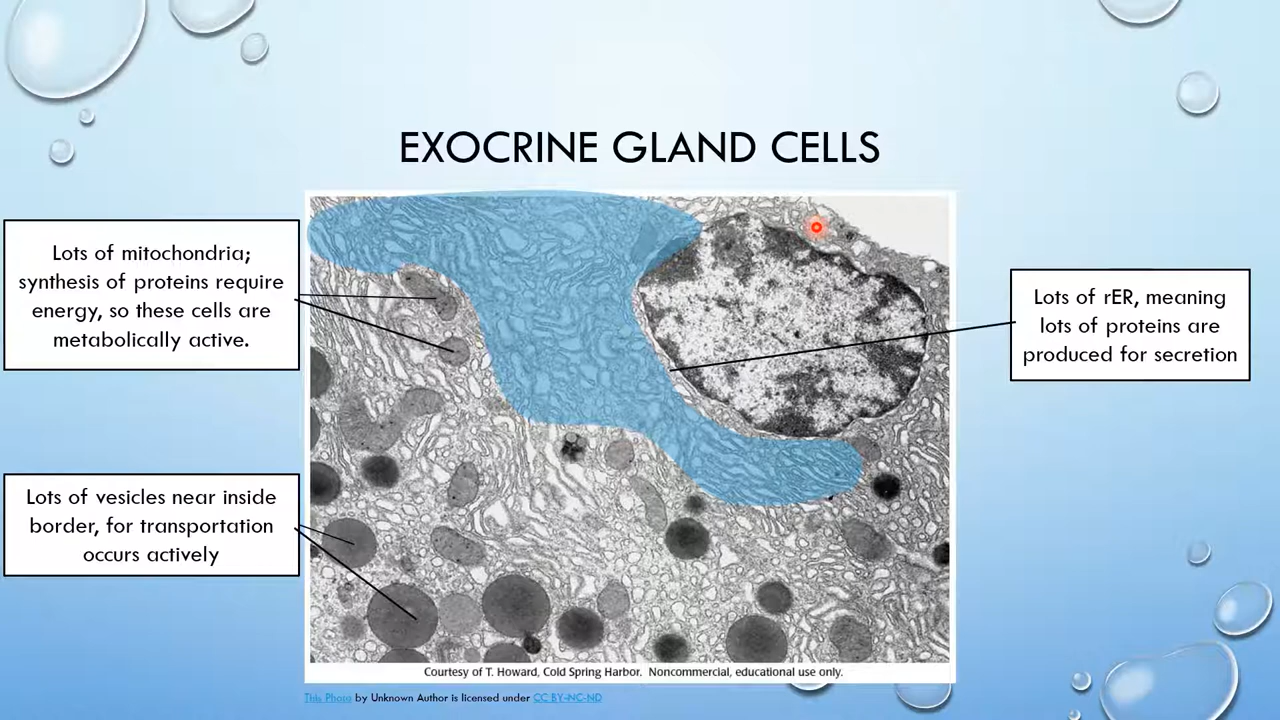 EXOCRINE GLAND CELLS
Lots of mitochondria;
synthesis of proteins require
energy, so these cells are
metabolically active.
Lots of rER, meaning
lots of proteins are
produced for secretion
Lots of vesicles near inside
border, for transportation
occurs actively
Courtesy of T. Howard, Cold Spring Harbor. Noncommercial, educational use only.
This Photo by Unknown Author is licensed under CC BY-NC-ND